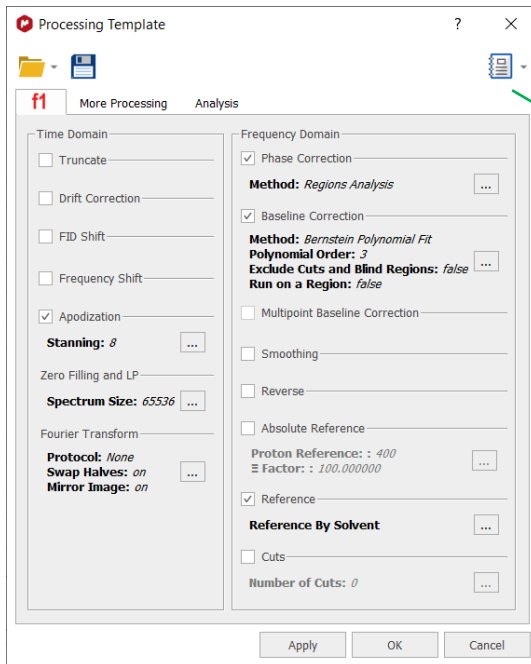 Processing Template
?
f1
More Processing
Analysis
Time Domain
Truncate
Drift Correction
FID Shift
Frequency Shift
Apodization
Stanning: 8
...
Zero Filling and LP
Spectrum Size: 65536
...
Fourier Transform
Protocol: None
Swap Halves: on
Mirror Image: on
...
Frequency Domain
Phase Correction
Method: Regions Analysis
...
Baseline Correction
Method: Bernstein Polynomial Fit
Polynomial Order: 3
Exclude Cuts and Blind Regions: false
Run on a Region: false
...
Multipoint Baseline Correction
Smoothing
Reverse
Absolute Reference
Proton Reference: : 400
Ξ Factor: : 100.000000
...
Reference
Reference By Solvent
...
Cuts
Number of Cuts: 0
...
Apply
OK
Cancel